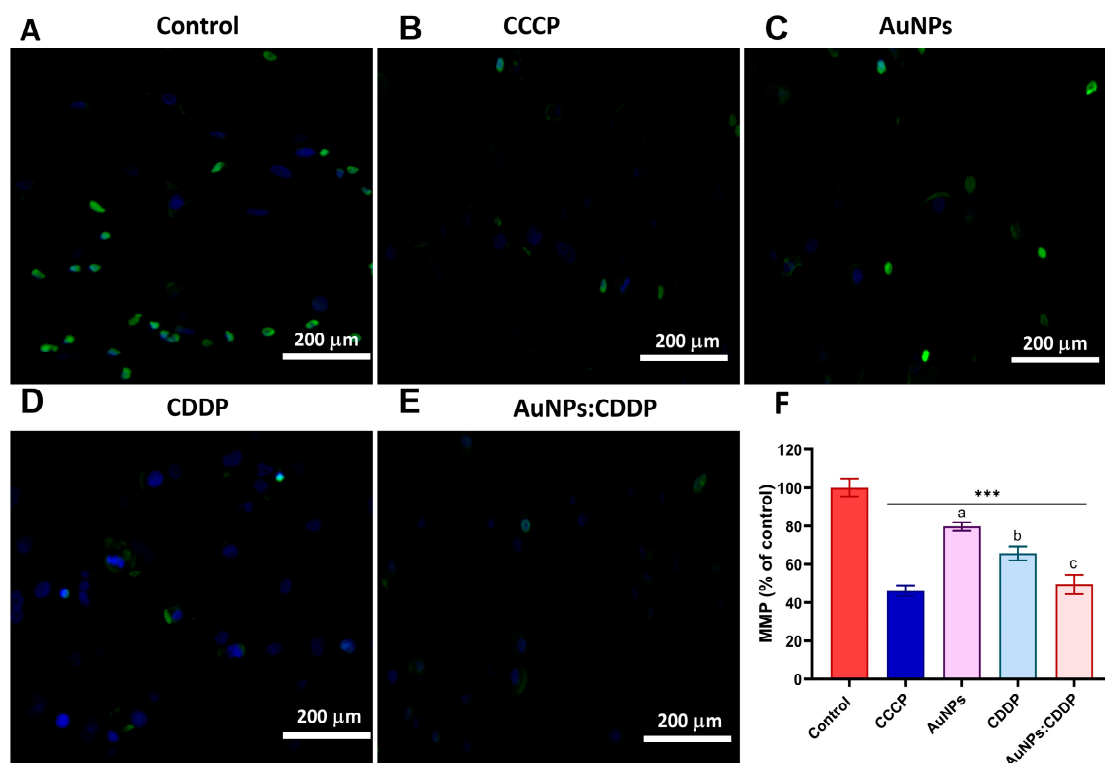 A Control
B CCCP
C AuNPs
200 μm
200 μm
200 μm
D CDDP
E AuNPs:CDDP
F
200 μm
200 μm
MMP (% of control)
120
100
80
60
40
20
0
***
a
b
c
Control
CCCP
AuNPs
CDDP
AuNPs:CDDP